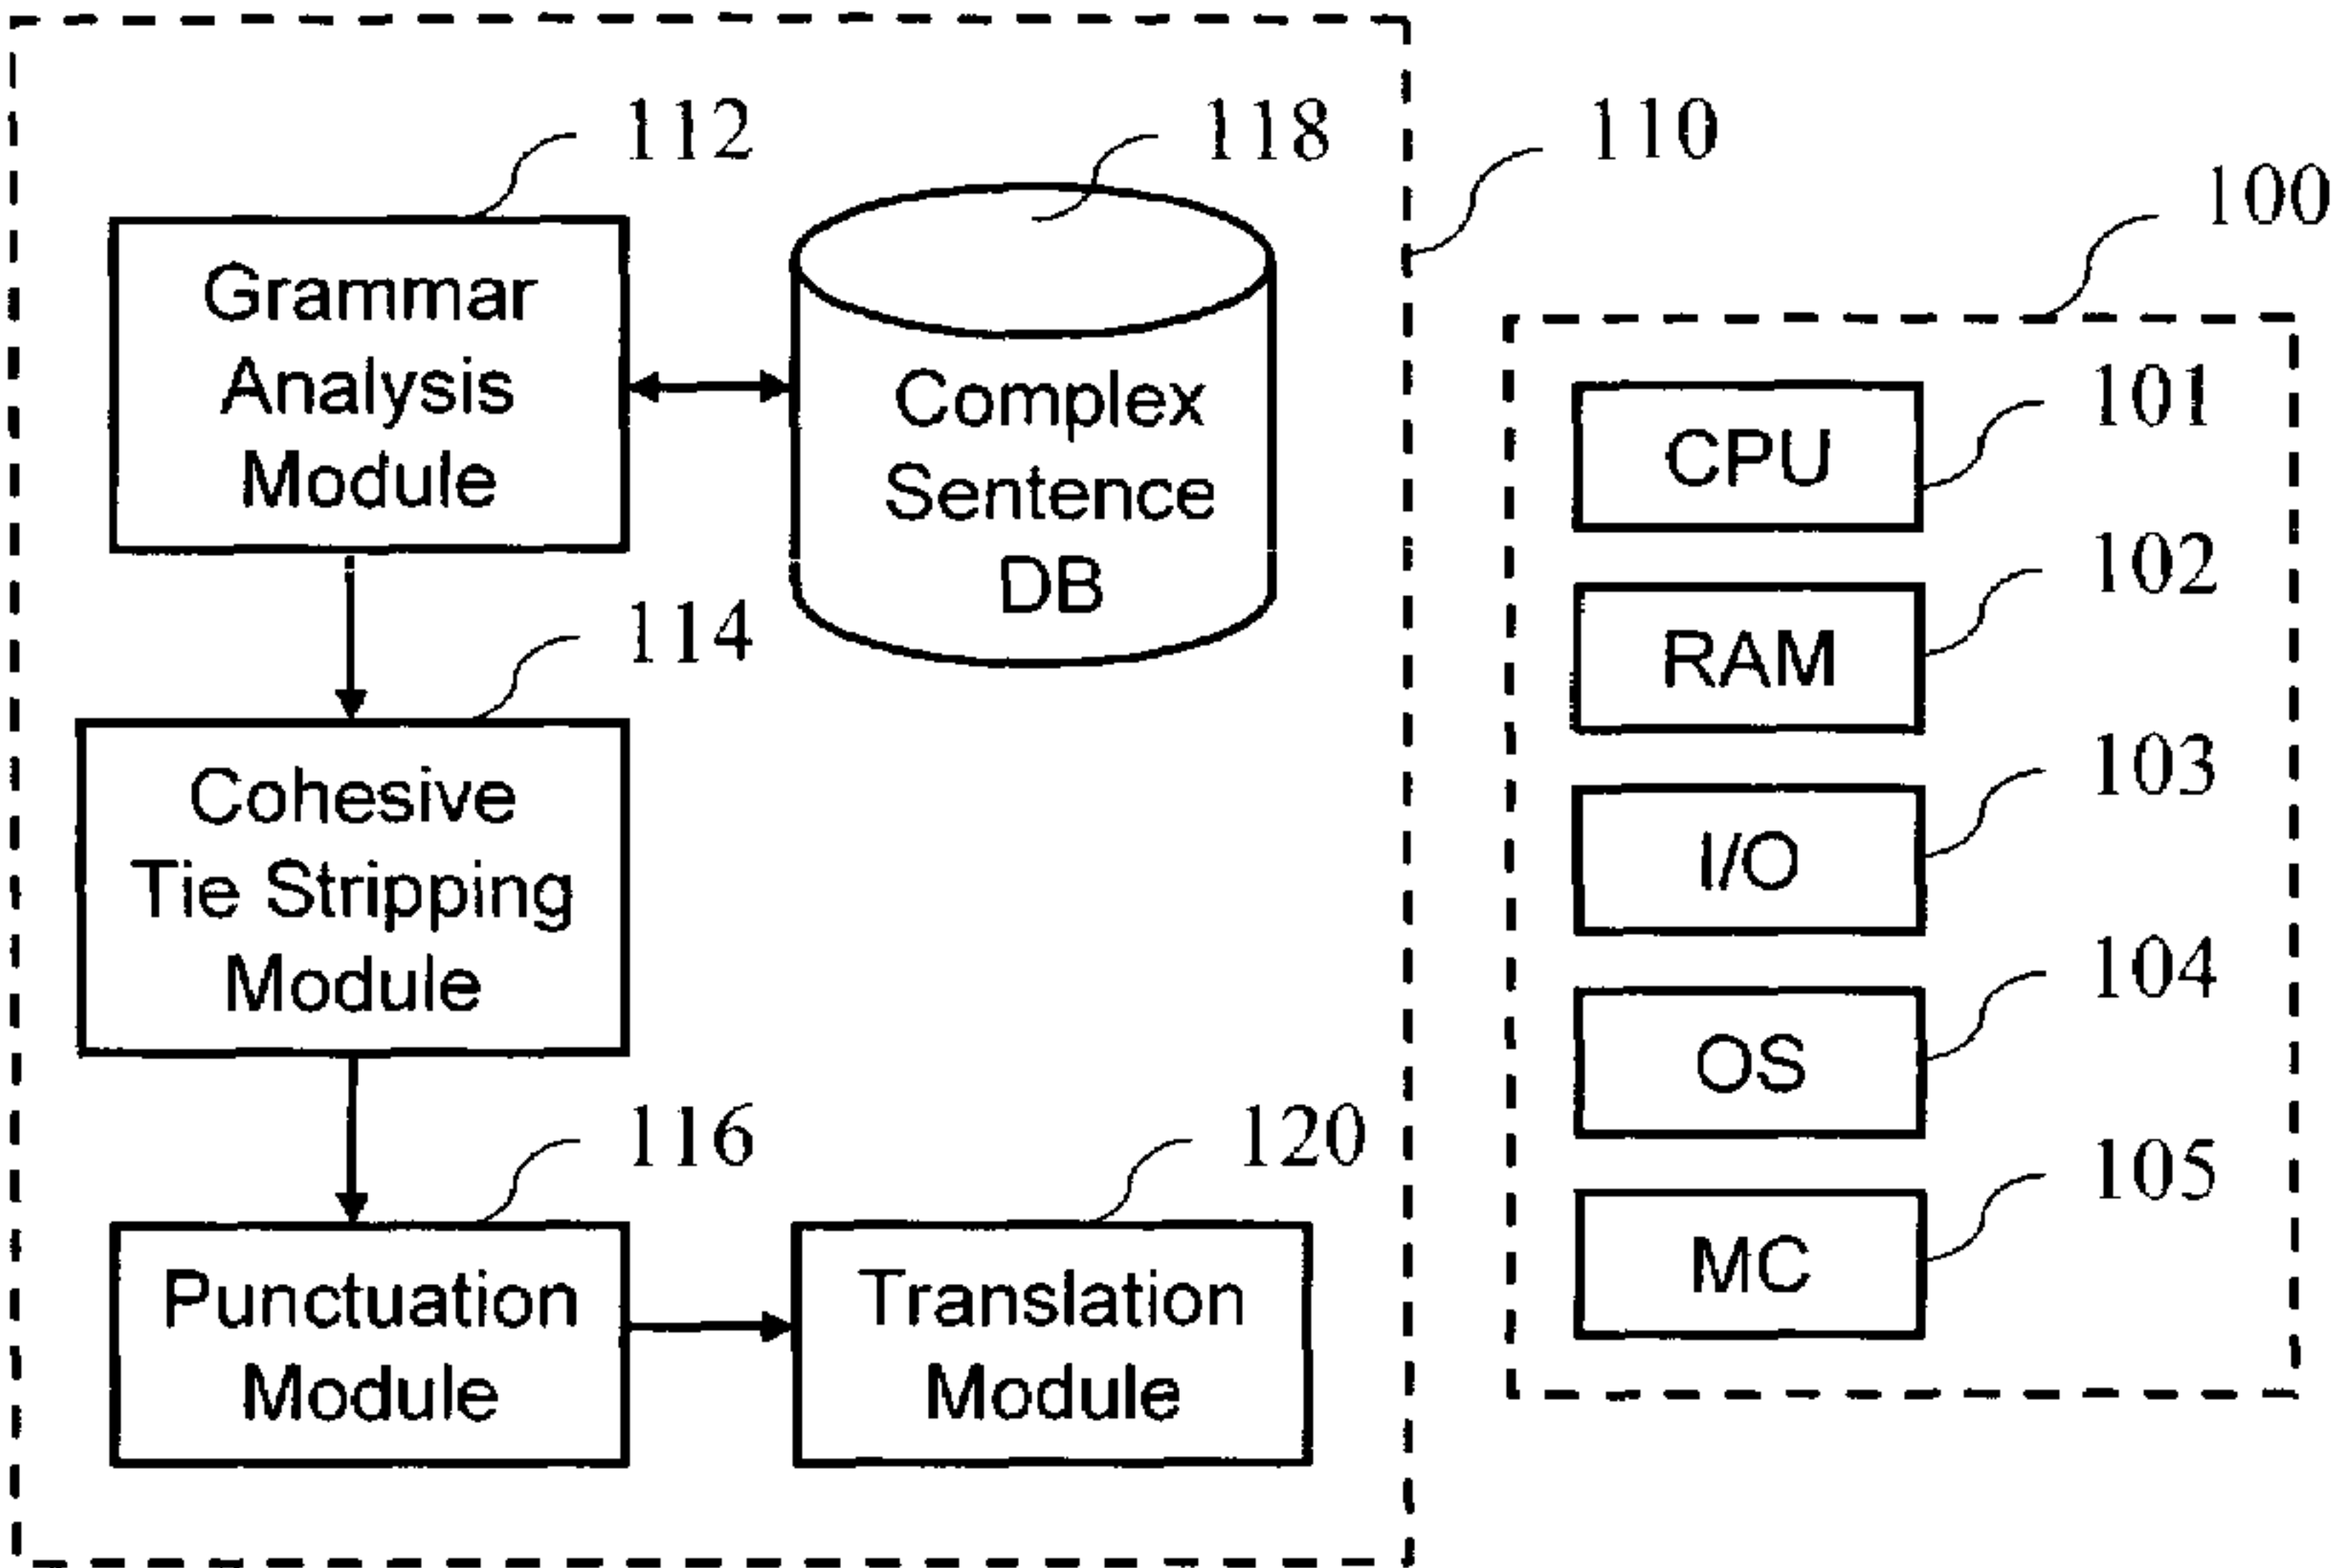 112
118
110
100
Grammar
Analysis
Module
Complex
Sentence
DB
114
Cohesive
Tie Stripping
Module
116
120
Punctuation
Module
Translation
Module
101
CPU
102
RAM
103
I/O
104
OS
105
MC